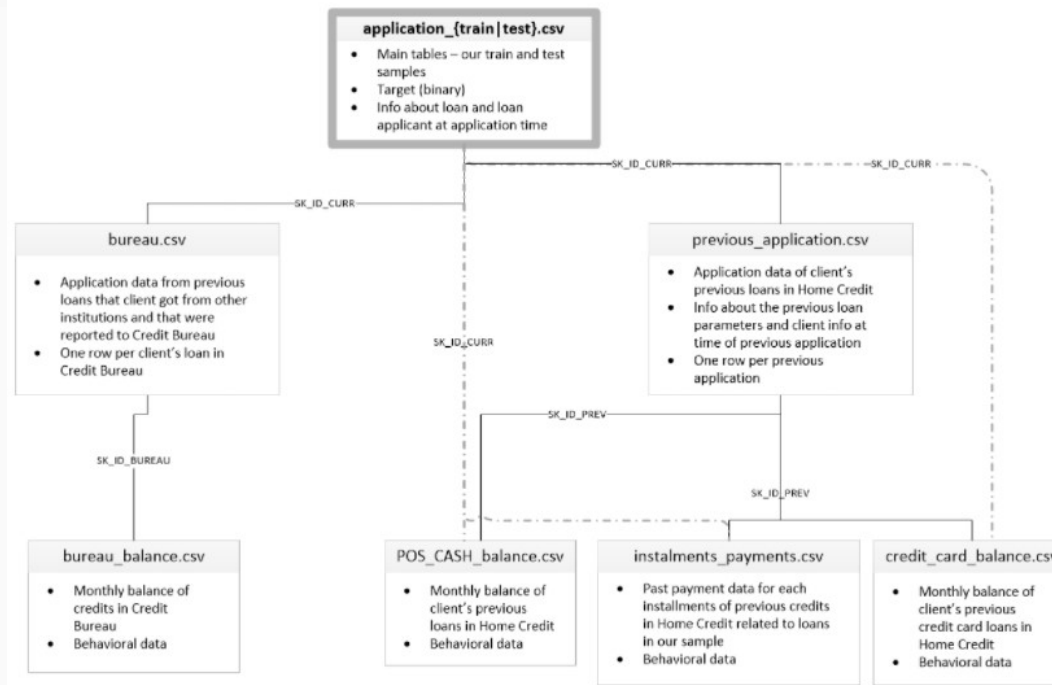 application_{train|test}.csv
• Main tables – our train and test
samples
• Target (binary)
• Info about loan and loan
applicant at application time
SK_ID_CURR
SK_ID_CURR
SK_ID_CURR
bureau.csv
• Application data from previous
loans that client got from other
institutions and that were
reported to Credit Bureau
• One row per client's loan in
Credit Bureau
previous_application.csv
• Application data of client's
previous loans in Home Credit
• Info about the previous loan
parameters and client info at
time of previous application
• One row per previous
application
SK_ID_CURR
SK_ID_PREV
SK_ID_BUREAU
SK_ID_PREV
bureau_balance.csv
• Monthly balance of
credits in Credit
Bureau
• Behavioral data
POS_CASH_balance.csv
• Monthly balance of
client's previous
loans in Home Credit
• Behavioral data
instalments_payments.csv
• Past payment data for each
installments of previous credits
in Home Credit related to loans
in our sample
• Behavioral data
credit_card_balance.csv
• Monthly balance of
client's previous
credit card loans in
Home Credit
• Behavioral data